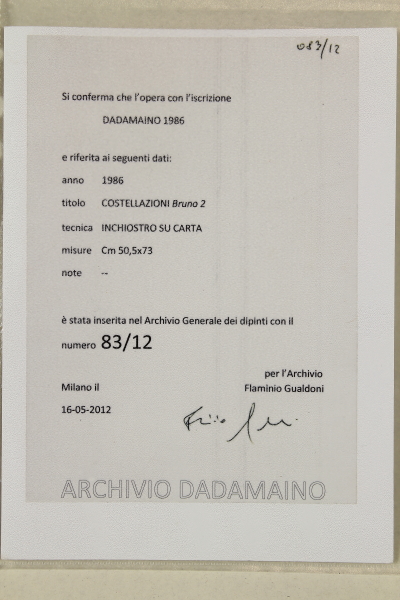 083/12
Si conferma che l'opera con l'iscrizione
DADAMAINO 1986
e riferita ai seguenti dati:
anno 1986
titolo COSTELLAZIONI Bruno 2
tecnica INCHIOSTRO SU CARTA
misure Cm 50,5x73
note --
è stata inserita nel Archivio Generale dei dipinti con il
numero 83/12
per l'Archivio
Milano il Flaminio Gualdoni
16-05-2012
ARCHIVIO DADAMAINO